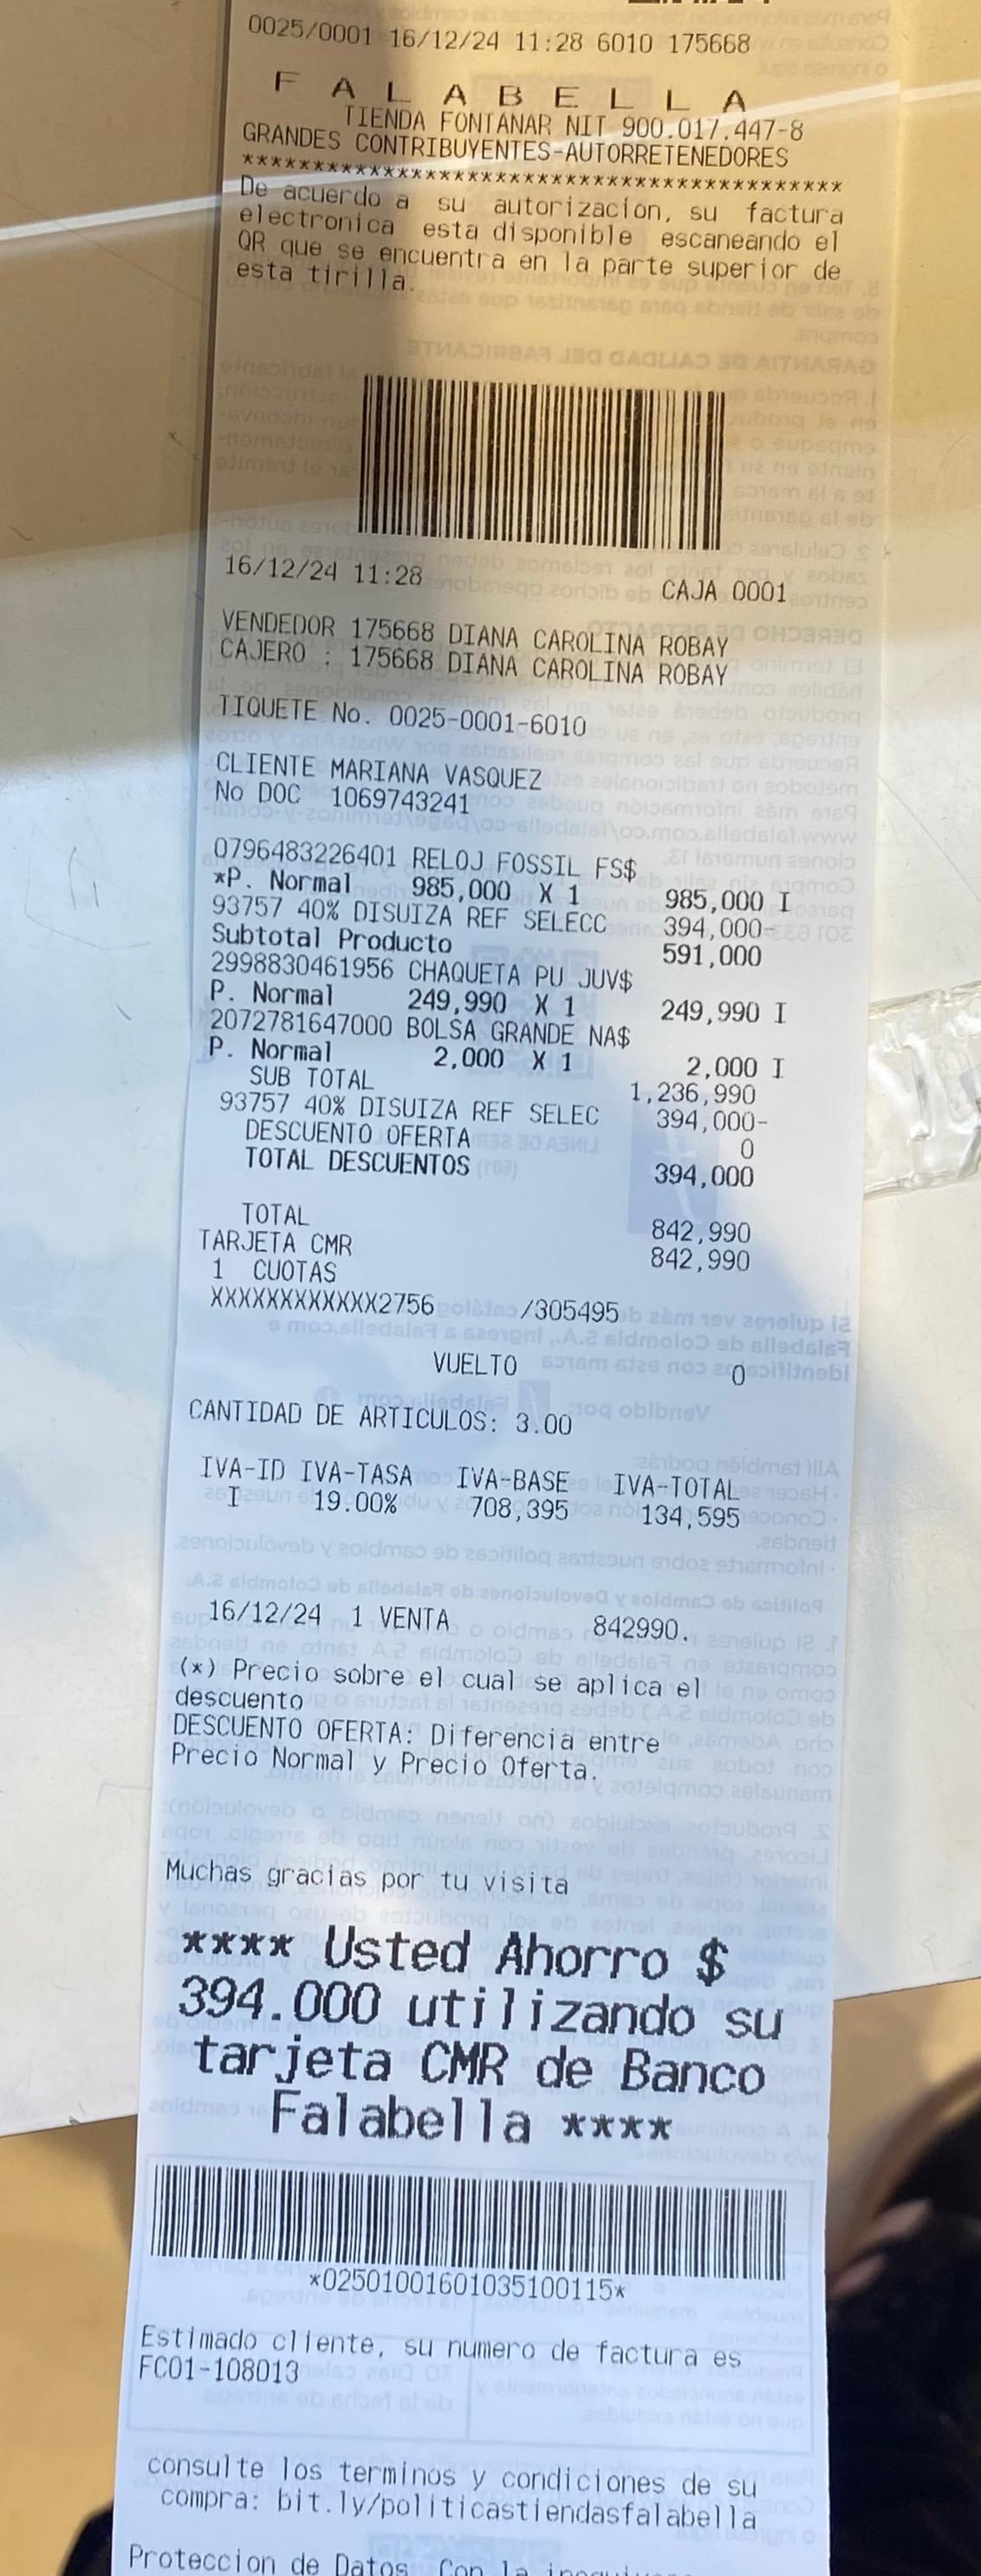 0025/0001 16/12/24 11:28 6010 175668
F A L A B E L L A
TIENDA FONTANAR NIT 900.017.447-8
GRANDES CONTRIBUYENTES-AUTORRETENEDORES
*******************************************
De acuerdo a su autorizacion, su factura
electronica esta disponible escaneando el
QR que se encuentra en la parte superior de
esta tirilla.
16/12/24 11:28 CAJA 0001
VENDEDOR 175668 DIANA CAROLINA ROBAY
CAJERO : 175668 DIANA CAROLINA ROBAY
TIQUETE No. 0025-0001-6010
CLIENTE MARIANA VASQUEZ
No DOC 1069743241
0796483226401 RELOJ FOSSIL FS$
*P. Normal 985,000 X 1 985,000 I
93757 40% DISUIZA REF SELECC 394,000-
Subtotal Producto 591,000
2998830461956 CHAQUETA PU JUV$
P. Normal 249,990 X 1 249,990 I
2072781647000 BOLSA GRANDE NA$
P. Normal 2,000 X 1 2,000 I
SUB TOTAL 1,236,990
93757 40% DISUIZA REF SELEC 394,000-
DESCUENTO OFERTA 0
TOTAL DESCUENTOS 394,000
TOTAL 842,990
TARJETA CMR 842,990
1 CUOTAS
XXXXXXXXXXXX2756 /305495
VUELTO 0
CANTIDAD DE ARTICULOS: 3.00
IVA-ID IVA-TASA IVA-BASE IVA-TOTAL
I 19.00% 708,395 134,595
16/12/24 1 VENTA 842990.
(*) Precio sobre el cual se aplica el
descuento
DESCUENTO OFERTA: Diferencia entre
Precio Normal y Precio Oferta.
Muchas gracias por tu visita
**** Usted Ahorro $
394.000 utilizando su
tarjeta CMR de Banco
Falabella ****
*02501001601035100115*
Estimado cliente, su numero de factura es
FC01-108013
consulte los terminos y condiciones de su
compra: bit.ly/politicastiendasfalabella
Proteccion de Datos. Con la